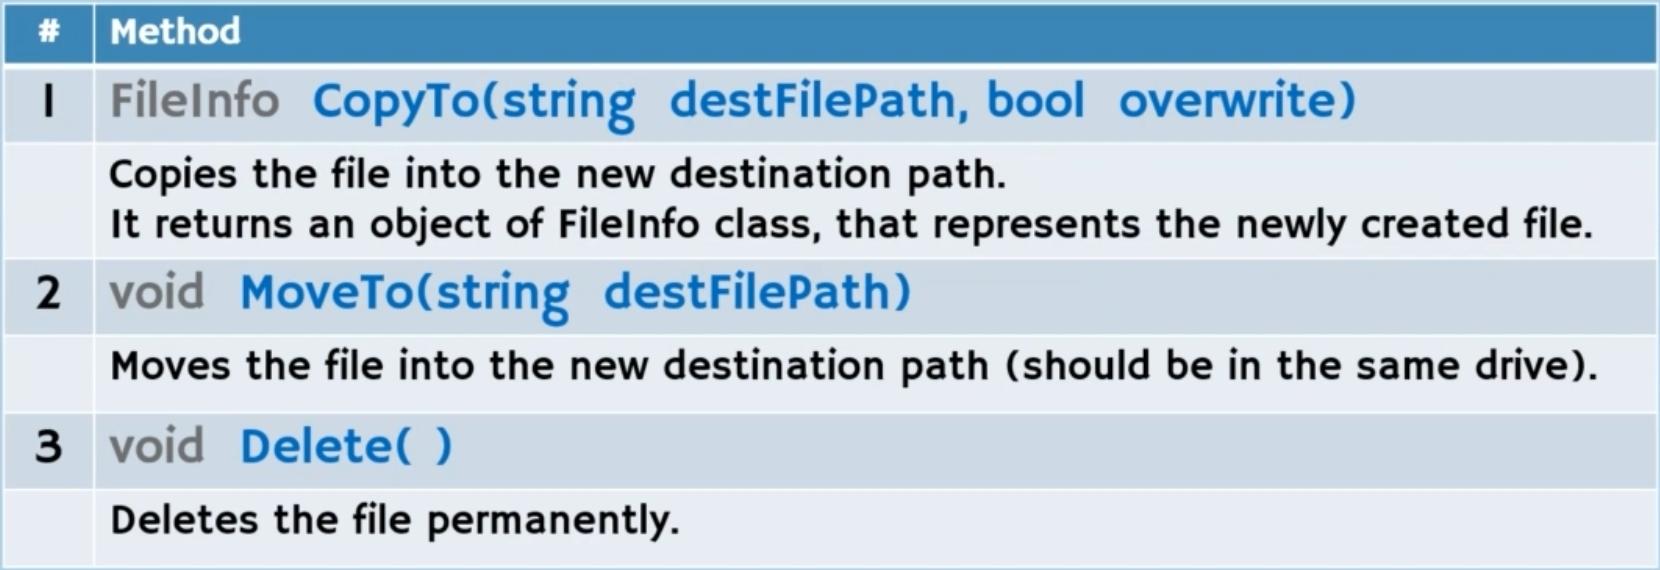 # Method
1 FileInfo CopyTo(string destFilePath, bool overwrite)
Copies the file into the new destination path.
It returns an object of FileInfo class, that represents the newly created file.
2 void MoveTo(string destFilePath)
Moves the file into the new destination path (should be in the same drive).
3 void Delete( )
Deletes the file permanently.